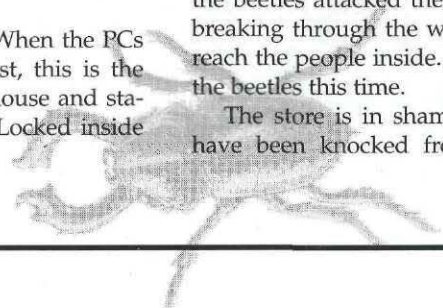 When the PCs
st, this is the
ouse and sta-
Locked inside
the beetles attacked the
breaking through the w
reach the people inside.
the beetles this time.
The store is in sham
have been knocked fr